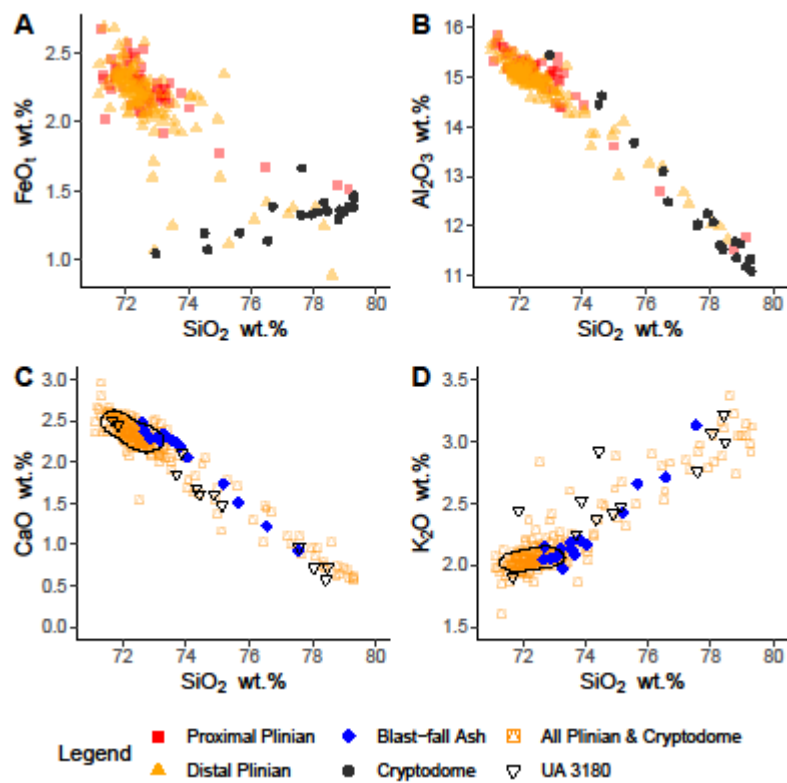 A
B
FeOt wt.%
2.5
2.0
1.5
1.0
72 74 76 78 80
SiO2 wt.%
Al2O3 wt.%
16
15
14
13
12
11
72 74 76 78 80
SiO2 wt.%
C
D
CaO wt.%
3.0
2.5
2.0
1.5
1.0
0.5
0.0
72 74 76 78 80
SiO2 wt.%
K2O wt.%
3.5
3.0
2.5
2.0
1.5
72 74 76 78 80
SiO2 wt.%
Legend
Proximal Plinian
Blast-fall Ash
All Plinian & Cryptodome
Distal Plinian
Cryptodome
UA 3180